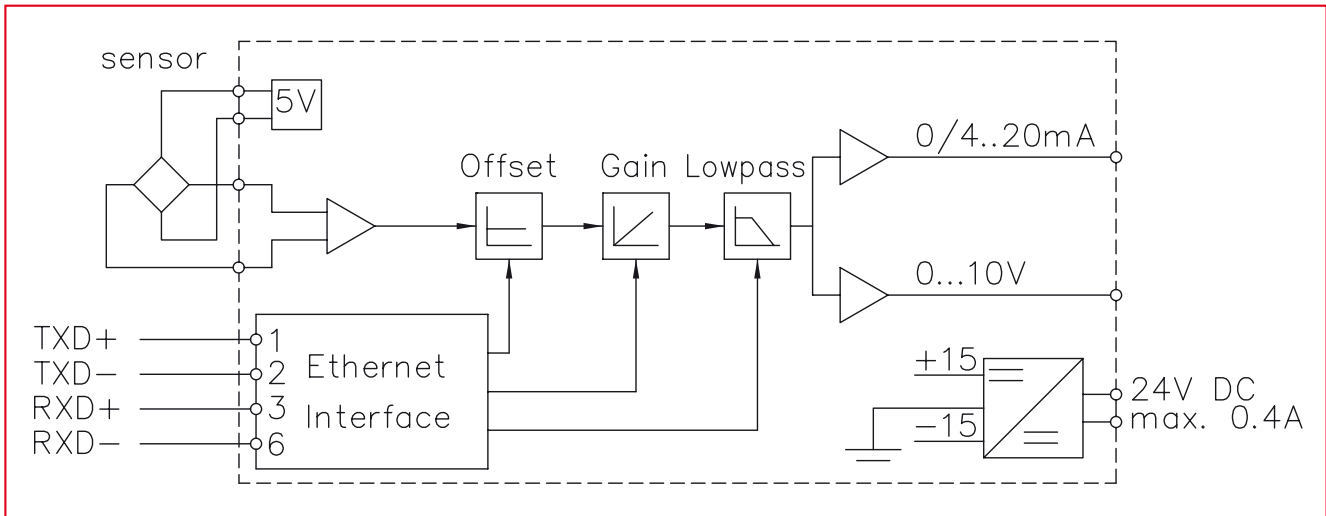 sensor
5V
Offset
Gain
Lowpass
0/4..20mA
0...10V
TXD+
TXD-
RXD+
RXD-
1
2
3
6
Ethernet
Interface
+15
-15
24V DC
max. 0.4A